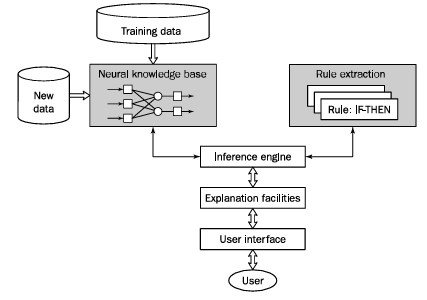 Training data
New
data
Neural knowledge base
Rule extraction
Rule: IF-THEN
Inference engine
Explanation facilities
User interface
User